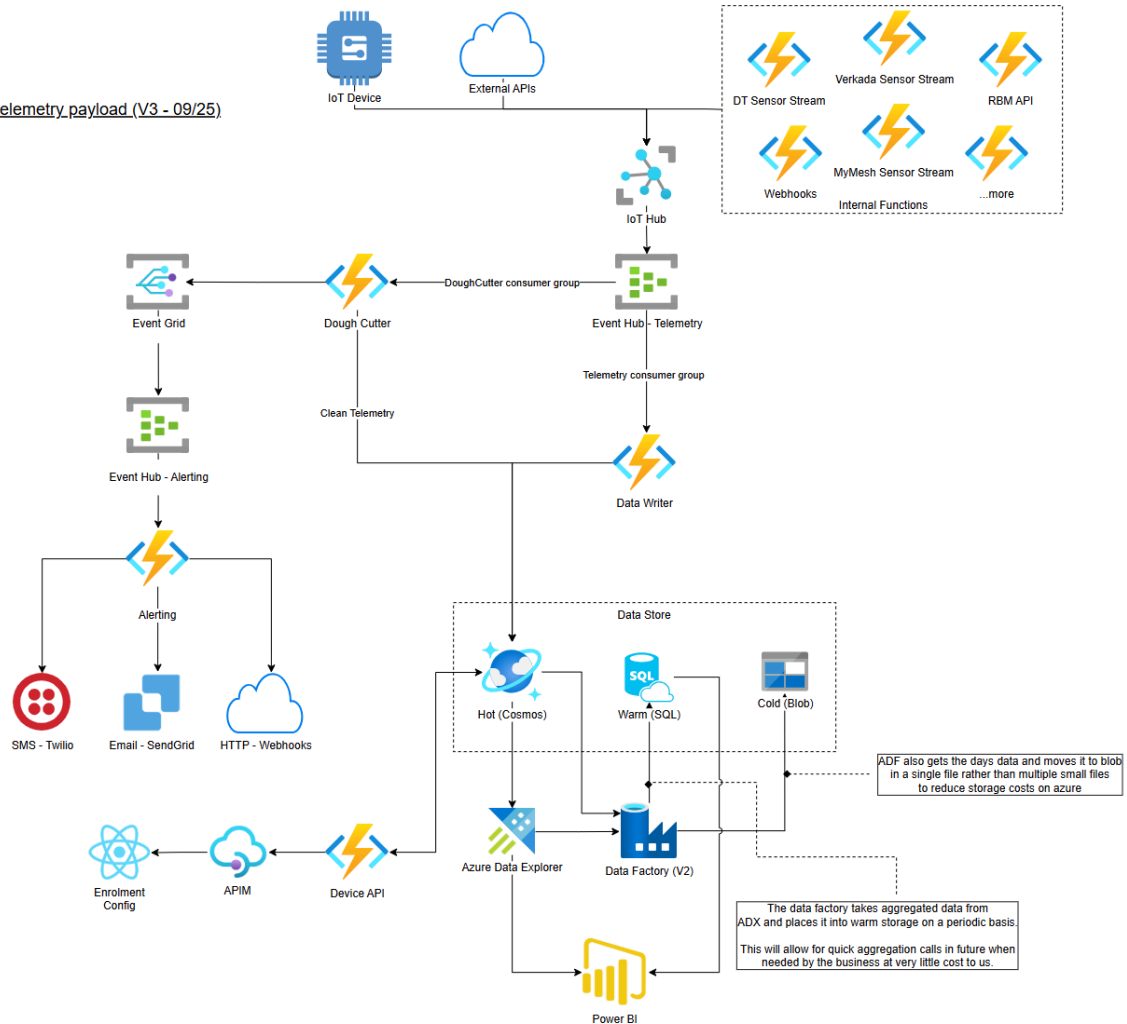 IoT Device
External APIs
DT Sensor Stream
Verkada Sensor Stream
RBM API
elemetry payload (V3 - 09/25)
Webhooks
MyMesh Sensor Stream
...more
Internal Functions
IoT Hub
DoughCutter consumer group
Event Grid
Dough Cutter
Event Hub - Telemetry
Telemetry consumer group
Clean Telemetry
Event Hub - Alerting
Data Writer
Alerting
Data Store
SQL
Hot (Cosmos)
Warm (SQL)
Cold (Blob)
SMS - Twilio
Email - SendGrid
HTTP - Webhooks
ADF also gets the days data and moves it to blob
in a single file rather than multiple small files
to reduce storage costs on azure
Azure Data Explorer
Data Factory (V2)
Enrolment
Config
APIM
Device API
The data factory takes aggregated data from
ADX and places it into warm storage on a periodic basis.
This will allow for quick aggregation calls in future when
needed by the business at very little cost to us.
Power BI